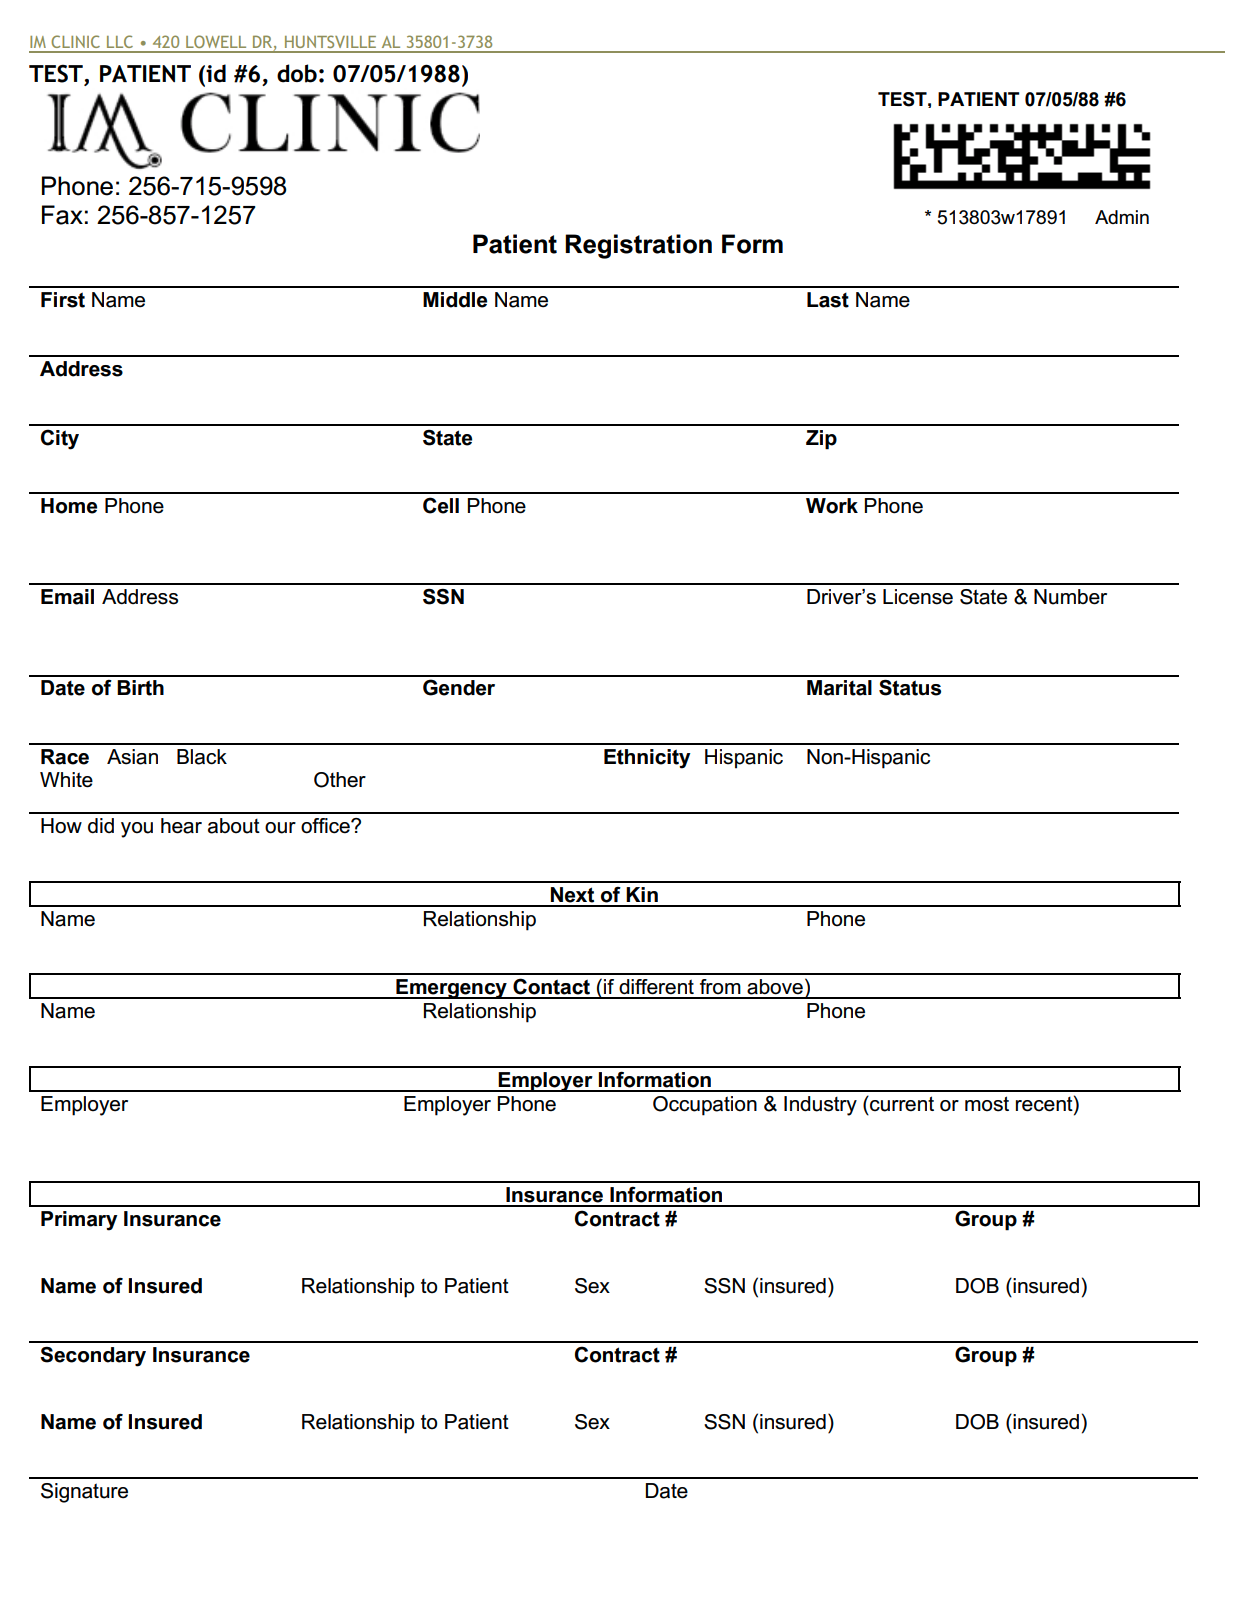 IM CLINIC LLC • 420 LOWELL DR, HUNTSVILLE AL 35801-3738
TEST, PATIENT (id #6, dob: 07/05/1988)
IM CLINIC
TEST, PATIENT 07/05/88 #6
Phone: 256-715-9598
Fax: 256-857-1257
* 513803w17891 Admin
Patient Registration Form
First Name Middle Name Last Name
Address
City State Zip
Home Phone Cell Phone Work Phone
Email Address SSN Driver’s License State & Number
Date of Birth Gender Marital Status
Race Asian Black Ethnicity Hispanic Non-Hispanic
White Other
How did you hear about our office?
Next of Kin
Name Relationship Phone
Emergency Contact (if different from above)
Name Relationship Phone
Employer Information
Employer Employer Phone Occupation & Industry (current or most recent)
Insurance Information
Primary Insurance Contract # Group #
Name of Insured Relationship to Patient Sex SSN (insured) DOB (insured)
Secondary Insurance Contract # Group #
Name of Insured Relationship to Patient Sex SSN (insured) DOB (insured)
Signature Date